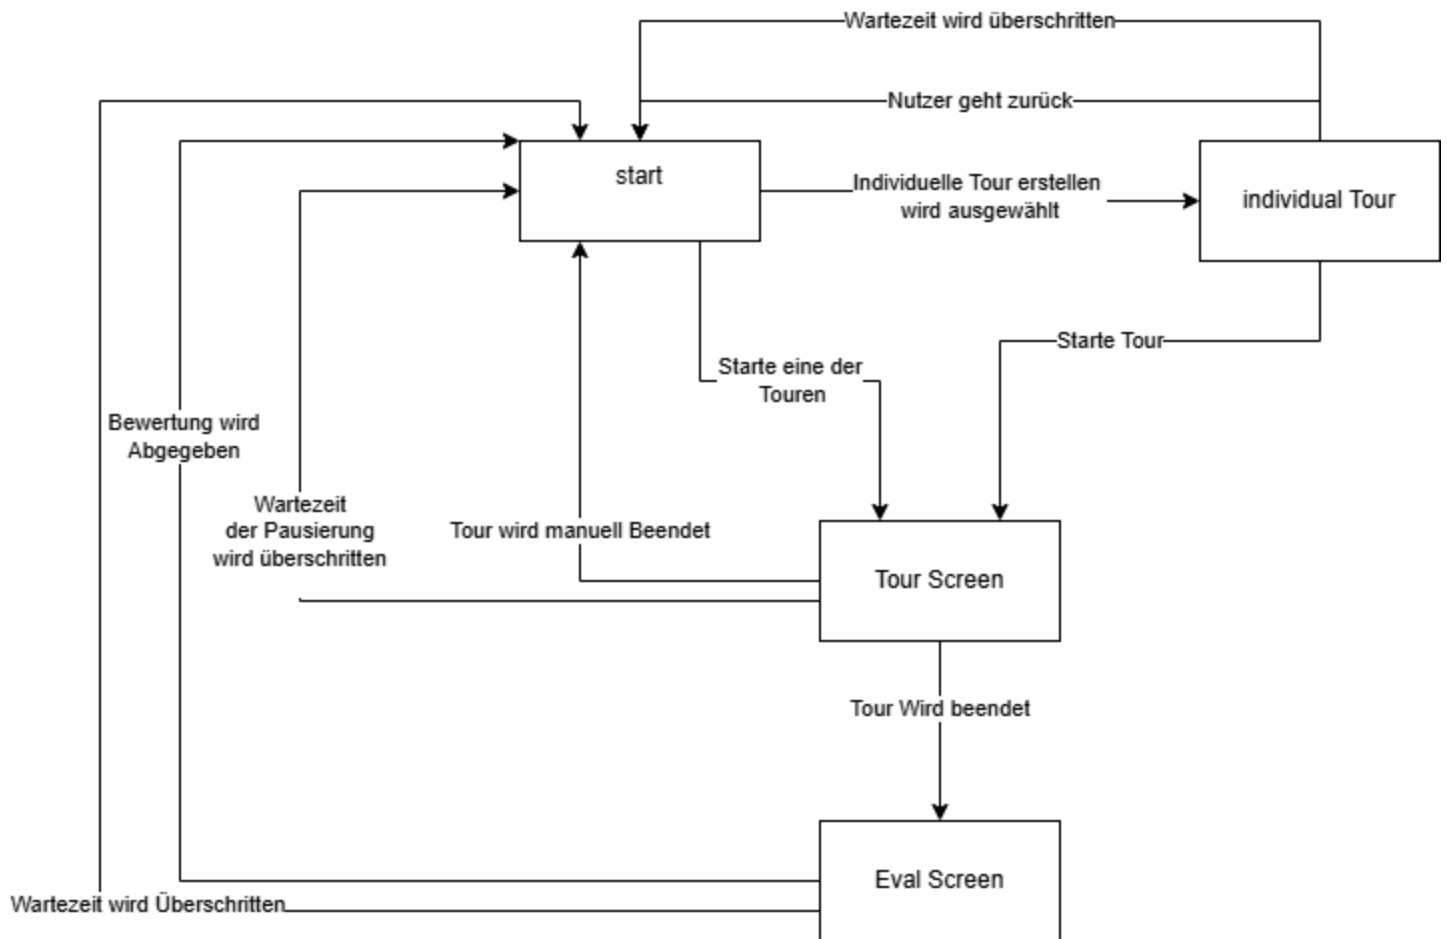 Wartezeit wird überschritten
Nutzer geht zurück
start
Individuelle Tour erstellen
wird ausgewählt
individual Tour
Starte Tour
Starte eine der
Touren
Bewertung wird
Abgegeben
Wartezeit
der Pausierung
wird überschritten
Tour wird manuell Beendet
Tour Screen
Tour Wird beendet
Eval Screen
Wartezeit wird Überschritten